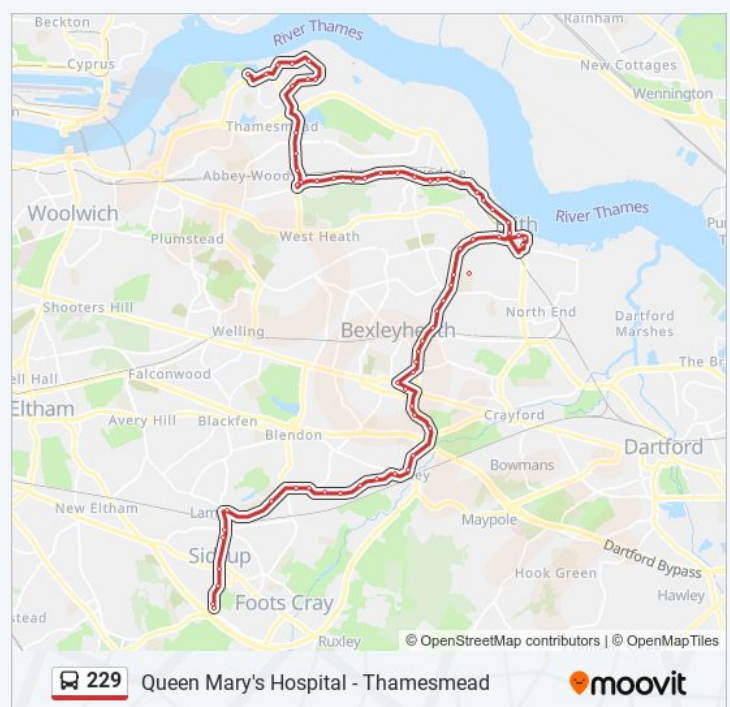 Beckton
River Thames
Rainham
Cyprus
New Cottages
Wennington
Thamesmead
Abbey-Wood
Woolwich
River Thames
Plumstead
West Heath
Shooters Hill
North End
Dartford
Marshes
Welling
Bexleyheath
Falconwood
The Br
ell Hall
Eltham
Avery Hill
Blackfen
Crayford
Blendon
Dartford
Bowmans
New Eltham
Maypole
Sidcup
Dartford Bypass
Hook Green
Foots Cray
Hawley
stead
Ruxley
© OpenStreetMap contributors | © OpenMapTiles
229 Queen Mary's Hospital - Thamesmead
moovit